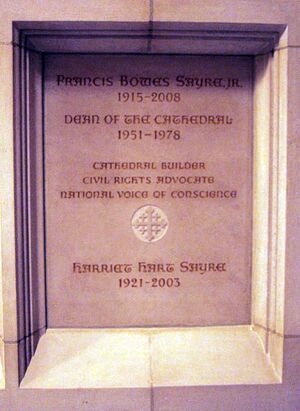 Francis Bowes Sayre, Jr.
1915–2008
Dean of the Cathedral
1951–1978
Cathedral Builder
Civil Rights Advocate
National Voice of Conscience
Harriet Hart Sayre
1921–2003